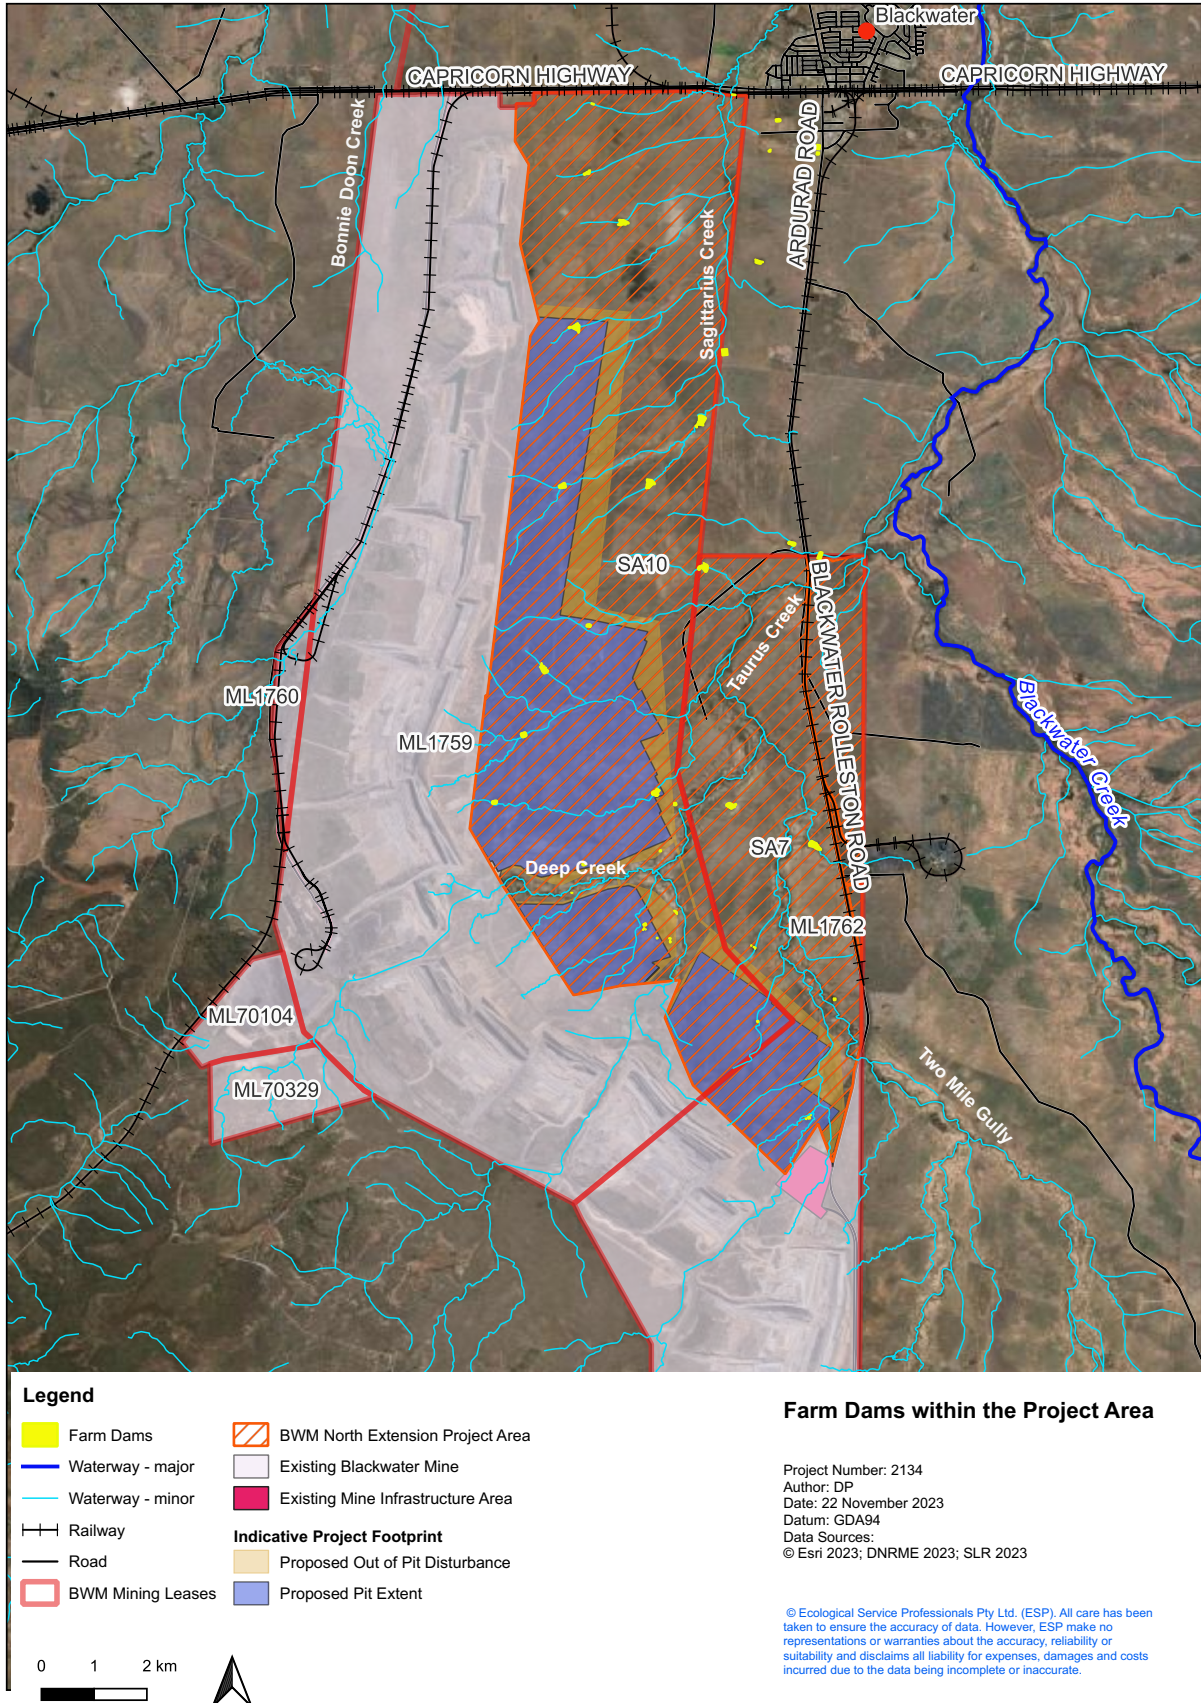 Blackwater
CAPRICORN HIGHWAY
CAPRICORN HIGHWAY
Bonnie Doon Creek
ARDURAD ROAD
Sagittarius Creek
SA10
Taurus Creek
BLACKWATER ROLLESTON ROAD
ML1760
ML1759
Blackwater Creek
SA7
Deep Creek
ML1762
ML70104
Two Mile Gully
ML70329
Legend
Farm Dams
Waterway - major
Waterway - minor
Railway
Road
BWM Mining Leases
BWM North Extension Project Area
Existing Blackwater Mine
Existing Mine Infrastructure Area
Indicative Project Footprint
Proposed Out of Pit Disturbance
Proposed Pit Extent
0 1 2 km
Farm Dams within the Project Area
Project Number: 2134
Author: DP
Date: 22 November 2023
Datum: GDA94
Data Sources:
© Esri 2023; DNRME 2023; SLR 2023
© Ecological Service Professionals Pty Ltd. (ESP). All care has been
taken to ensure the accuracy of data. However, ESP make no
representations or warranties about the accuracy, reliability or
suitability and disclaims all liability for expenses, damages and costs
incurred due to the data being incomplete or inaccurate.